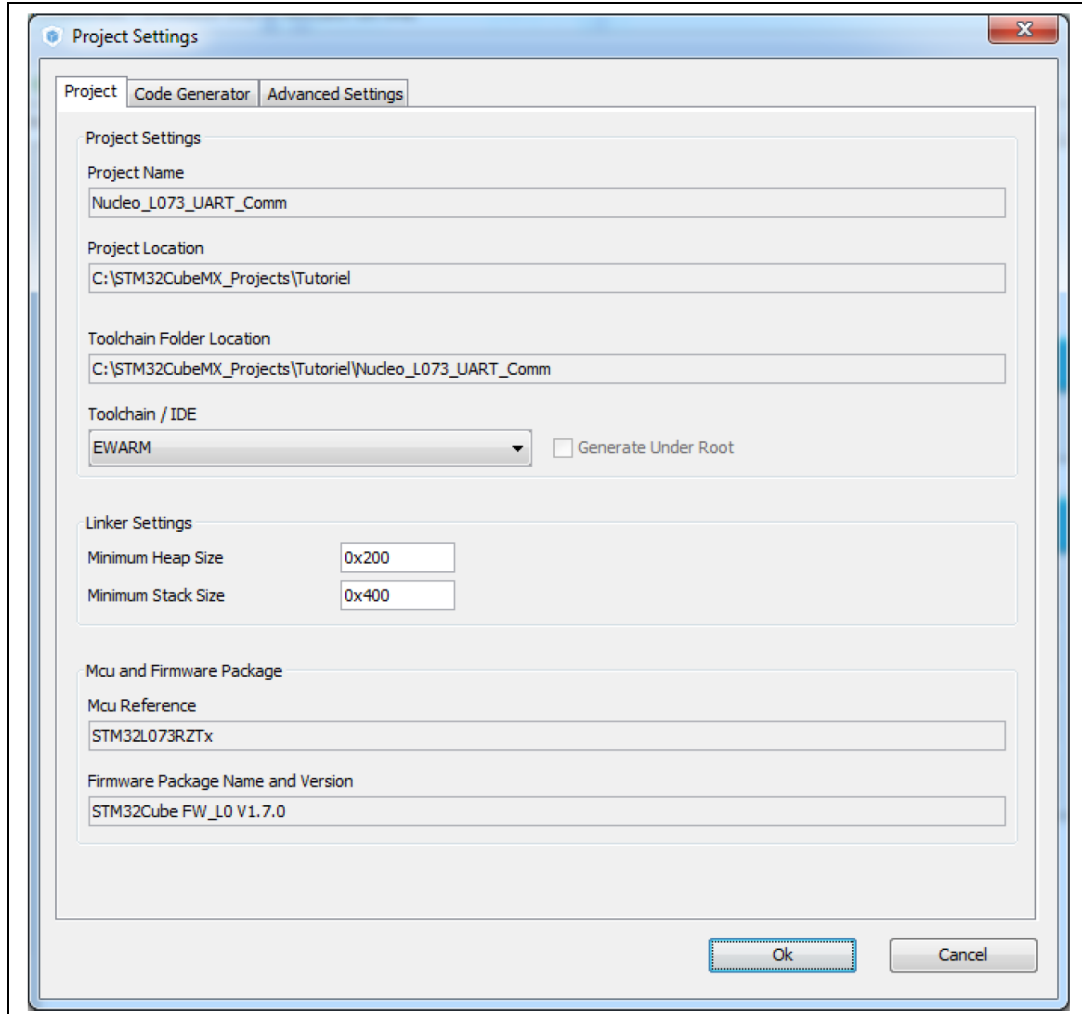 Project Settings
Project Code Generator Advanced Settings
Project Settings
Project Name
Nucleo_L073_UART_Comm
Project Location
C:\STM32CubeMX_Projects\Tutoriel
Toolchain Folder Location
C:\STM32CubeMX_Projects\Tutoriel\Nucleo_L073_UART_Comm
Toolchain / IDE
EWARM Generate Under Root
Linker Settings
Minimum Heap Size 0x200
Minimum Stack Size 0x400
Mcu and Firmware Package
Mcu Reference
STM32L073RZTx
Firmware Package Name and Version
STM32Cube FW_L0 V1.7.0
Ok Cancel